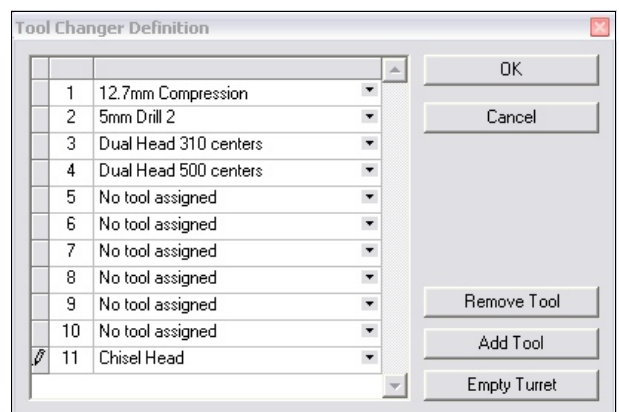 Tool Changer Definition
OK
1 12.7mm Compression
2 5mm Drill 2
Cancel
3 Dual Head 310 centers
4 Dual Head 500 centers
5 No tool assigned
6 No tool assigned
7 No tool assigned
8 No tool assigned
9 No tool assigned
Remove Tool
10 No tool assigned
Add Tool
11 Chisel Head
Empty Turret